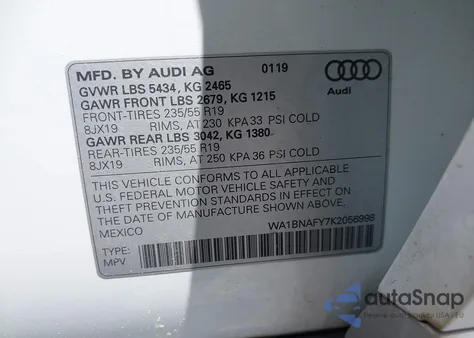 MFD. BY AUDI AG 0119
GVWR LBS 5434, KG 2465
GAWR FRONT LBS 2679, KG 1215
FRONT-TIRES 235/55 R19
8JX19 RIMS, AT 230 KPA 33 PSI COLD
GAWR REAR LBS 3042, KG 1380
REAR-TIRES 235/55 R19
8JX19 RIMS, AT 250 KPA 36 PSI COLD
Audi
THIS VEHICLE CONFORMS TO ALL APPLICABLE
U.S. FEDERAL MOTOR VEHICLE SAFETY AND
THEFT PREVENTION STANDARDS IN EFFECT ON
THE DATE OF MANUFACTURE SHOWN ABOVE.
MEXICO WA1BNAFY7K2056998
TYPE:
MPV
autoSnap